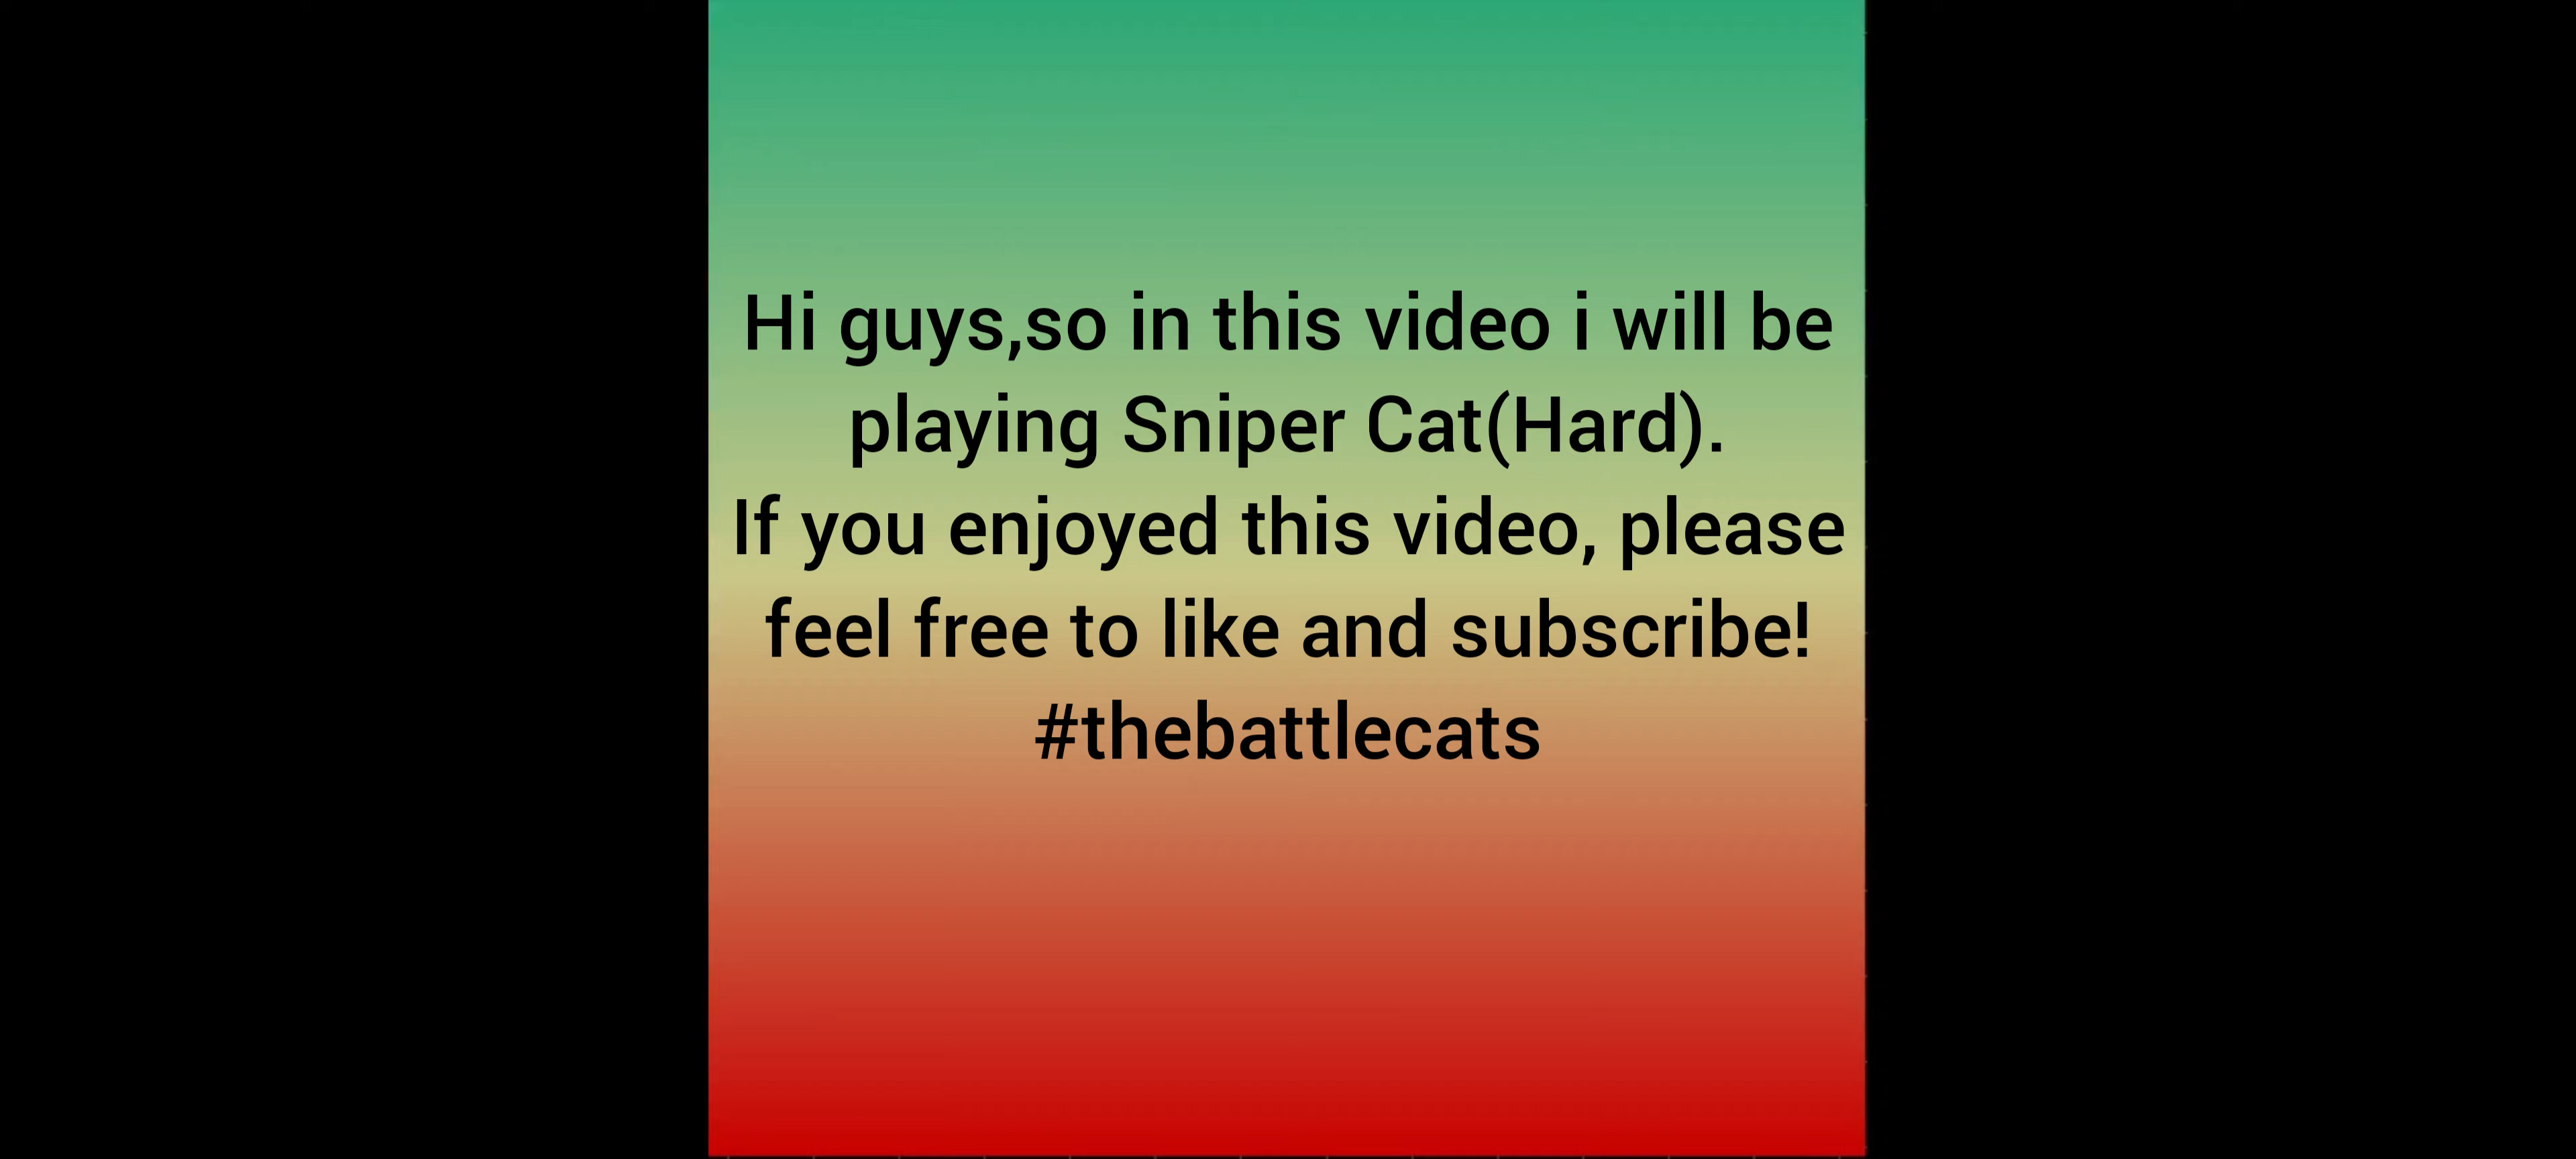 Hi guys,so in this video i will be
playing Sniper Cat(Hard).
If you enjoyed this video, please
feel free to like and subscribe!
#thebattlecats